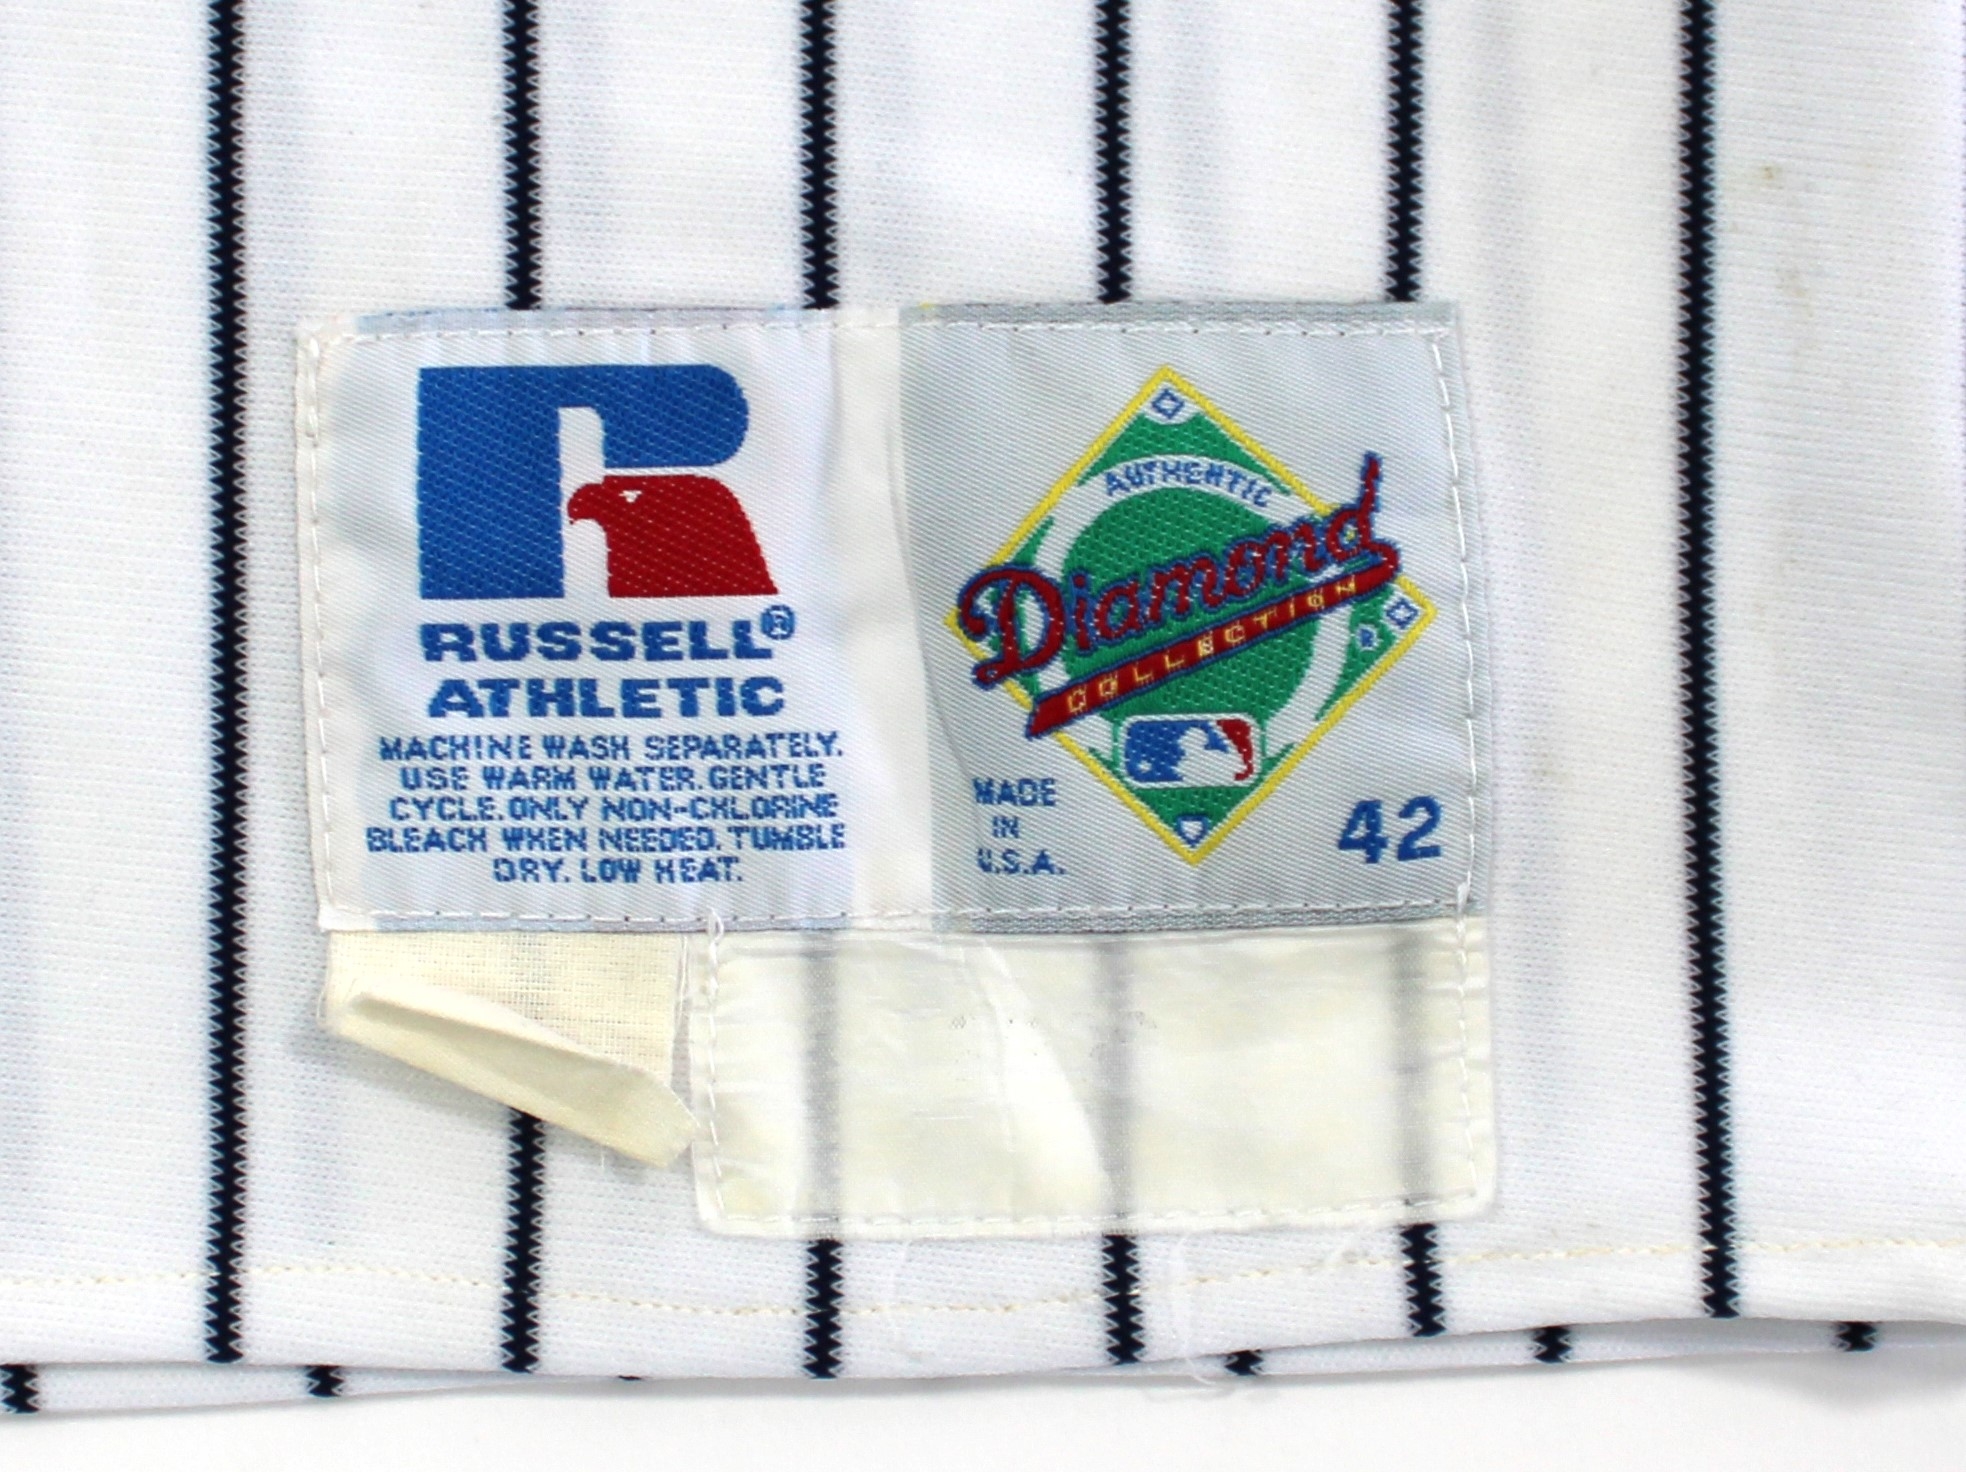 RUSSELL®
ATHLETIC
MACHINE WASH SEPARATELY.
USE WARM WATER. GENTLE
CYCLE. ONLY NON-CHLORINE
BLEACH WHEN NEEDED. TUMBLE
DRY. LOW HEAT.
AUTHENTIC
Diamond
COLLECTION
MADE
IN
U.S.A.
42